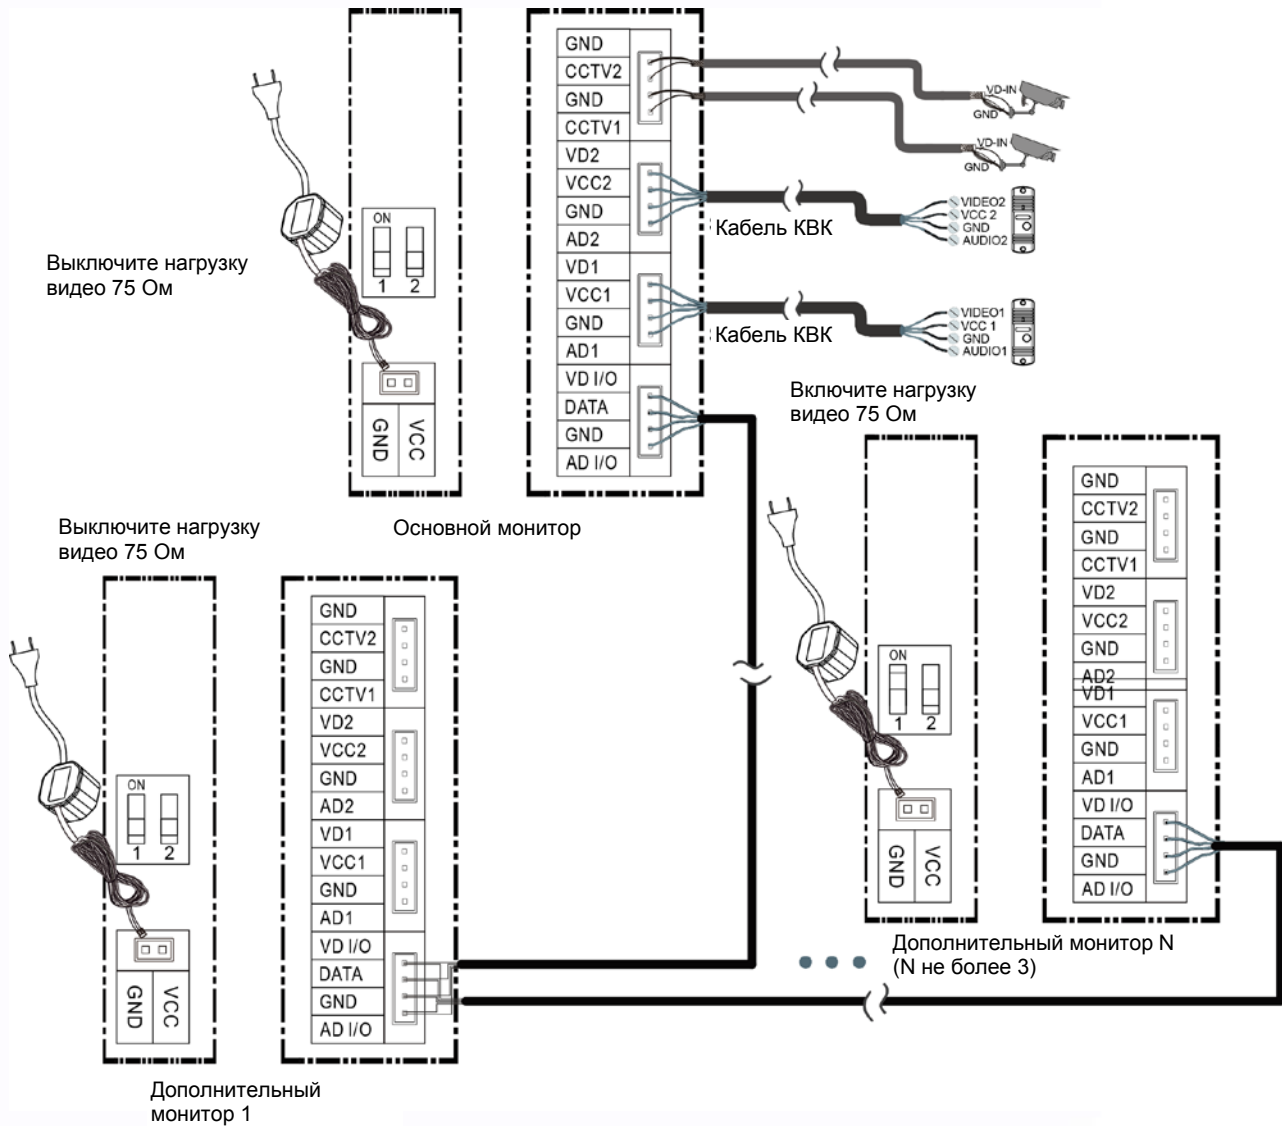 Выключите нагрузку
видео 75 Ом
ON
1 2
GND VCC
GND
CCTV2
GND
CCTV1
VD2
VCC2
GND
AD2
VD1
VCC1
GND
AD1
VD I/O
DATA
GND
AD I/O
VD-IN
GND
VD-IN
GND
Кабель КВК
VIDEO2
VCC 2
GND
AUDIO2
Кабель КВК
VIDEO1
VCC 1
GND
AUDIO1
Основной монитор
Включите нагрузку
видео 75 Ом
ON
1 2
GND VCC
GND
CCTV2
GND
CCTV1
VD2
VCC2
GND
AD2
VD1
VCC1
GND
AD1
VD I/O
DATA
GND
AD I/O
Дополнительный монитор N
(N не более 3)
Выключите нагрузку
видео 75 Ом
ON
1 2
GND VCC
GND
CCTV2
GND
CCTV1
VD2
VCC2
GND
AD2
VD1
VCC1
GND
AD1
VD I/O
DATA
GND
AD I/O
Дополнительный
монитор 1